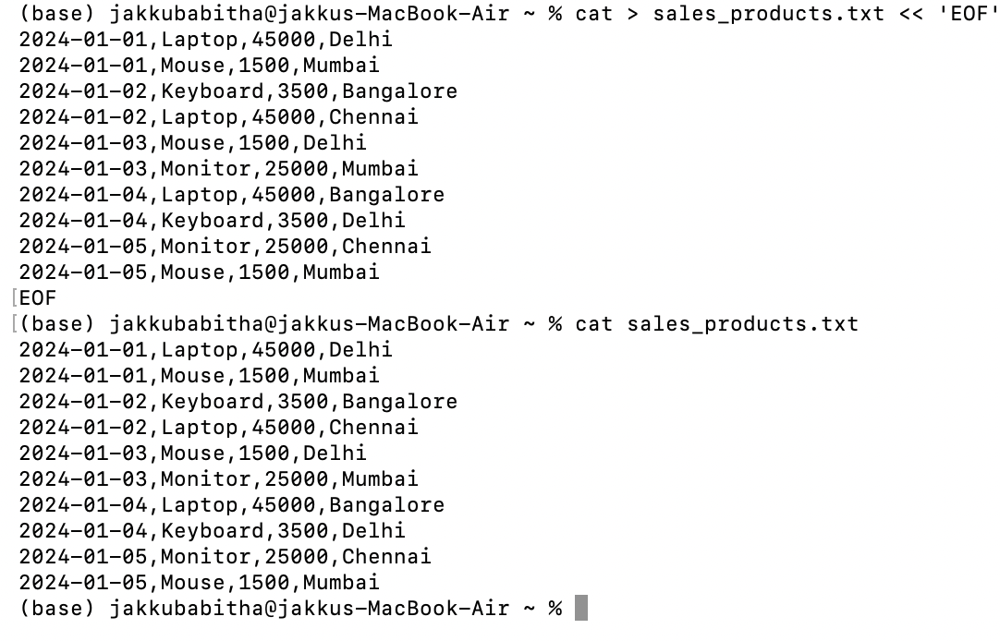 (base) jakkubabitha@jakkus-MacBook-Air ~ % cat > sales_products.txt << 'EOF'
2024-01-01,Laptop,45000,Delhi
2024-01-01,Mouse,1500,Mumbai
2024-01-02,Keyboard,3500,Bangalore
2024-01-02,Laptop,45000,Chennai
2024-01-03,Mouse,1500,Delhi
2024-01-03,Monitor,25000,Mumbai
2024-01-04,Laptop,45000,Bangalore
2024-01-04,Keyboard,3500,Delhi
2024-01-05,Monitor,25000,Chennai
2024-01-05,Mouse,1500,Mumbai
[EOF
[(base) jakkubabitha@jakkus-MacBook-Air ~ % cat sales_products.txt
2024-01-01,Laptop,45000,Delhi
2024-01-01,Mouse,1500,Mumbai
2024-01-02,Keyboard,3500,Bangalore
2024-01-02,Laptop,45000,Chennai
2024-01-03,Mouse,1500,Delhi
2024-01-03,Monitor,25000,Mumbai
2024-01-04,Laptop,45000,Bangalore
2024-01-04,Keyboard,3500,Delhi
2024-01-05,Monitor,25000,Chennai
2024-01-05,Mouse,1500,Mumbai
(base) jakkubabitha@jakkus-MacBook-Air ~ %